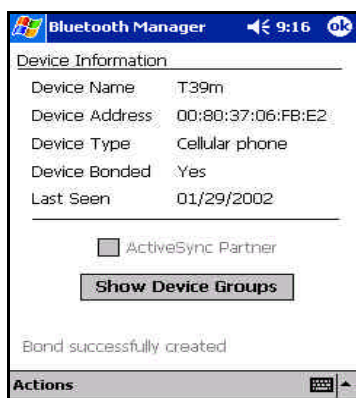 Bluetooth Manager 9:16 ok
Device Information
Device Name T39m
Device Address 00:80:37:06:FB:E2
Device Type Cellular phone
Device Bonded Yes
Last Seen 01/29/2002
ActiveSync Partner
Show Device Groups
Bond successfully created
Actions